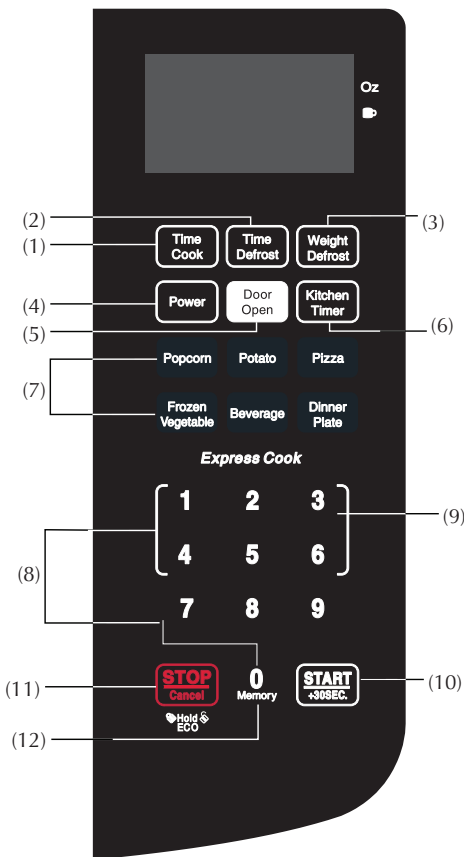 Oz
(2)
(3)
(1)
Time Cook
Time Defrost
Weight Defrost
(4)
Power
Door Open
Kitchen Timer
(5)
(6)
(7)
Popcorn
Potato
Pizza
Frozen Vegetable
Beverage
Dinner Plate
Express Cook
1 2 3
(9)
4 5 6
(8)
7 8 9
(11)
STOP
Cancel
0
Memory
START
+30SEC.
(10)
Hold
ECO
(12)